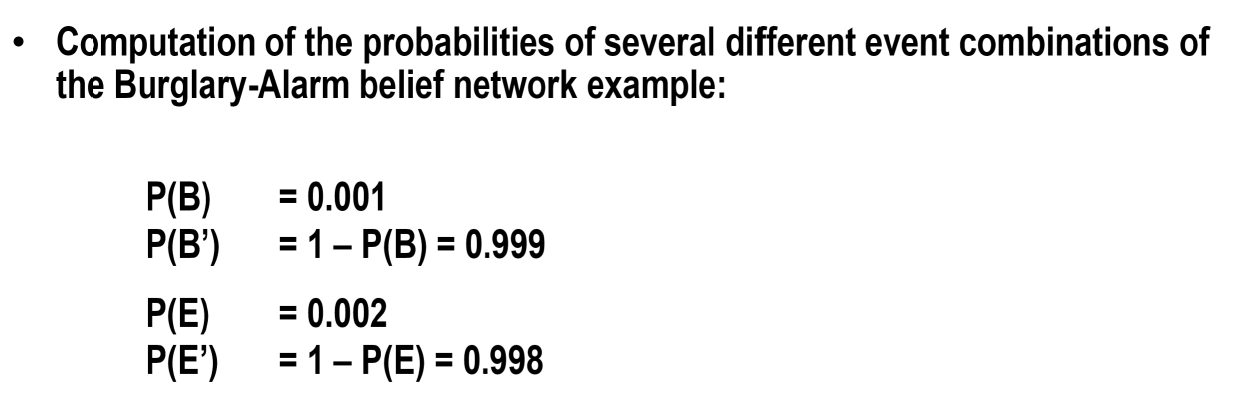 • Computation of the probabilities of several different event combinations of
the Burglary-Alarm belief network example:
P(B) = 0.001
P(B’) = 1 – P(B) = 0.999
P(E) = 0.002
P(E’) = 1 – P(E) = 0.998